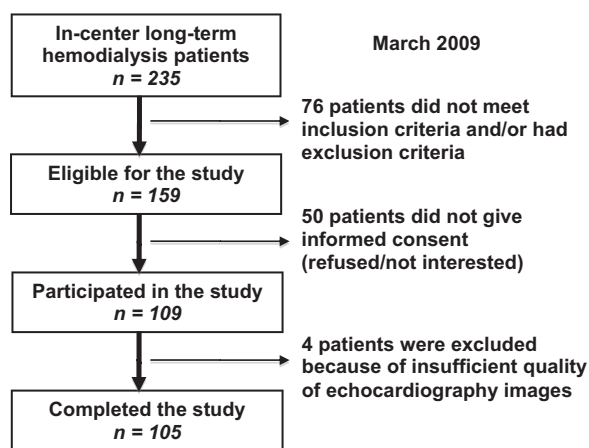 In-center long-term
hemodialysis patients
n = 235
March 2009
76 patients did not meet
inclusion criteria and/or had
exclusion criteria
Eligible for the study
n = 159
50 patients did not give
informed consent
(refused/not interested)
Participated in the study
n = 109
4 patients were excluded
because of insufficient quality
of echocardiography images
Completed the study
n = 105